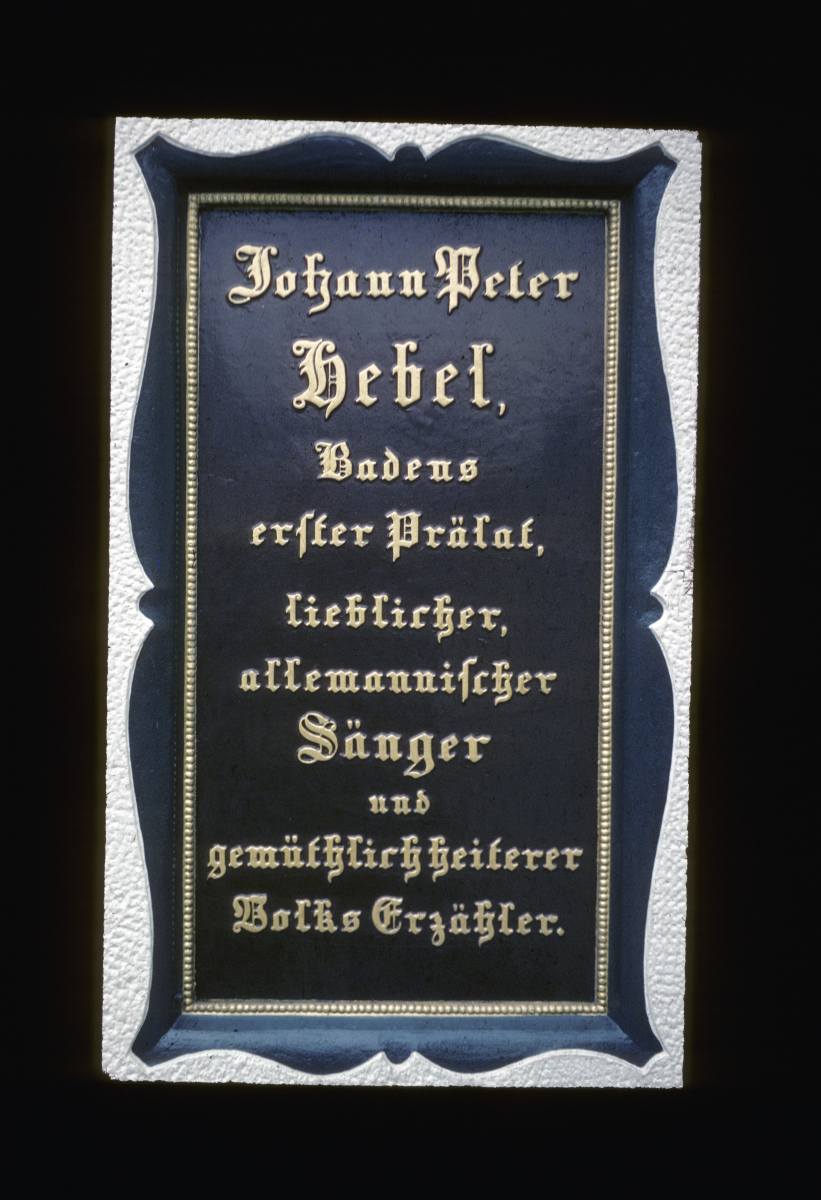 Johann Peter
Hebel,
Badens
erſter Prälat,
lieblicher,
allemanniſcher
Sänger
und
gemüthlich heiterer
Volks Erzähler.